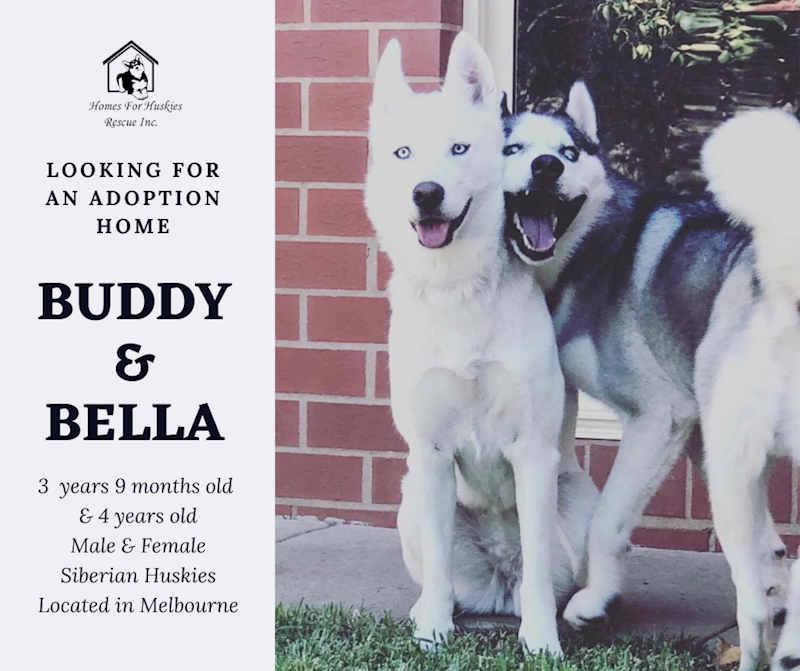 Homes For Huskies
Rescue Inc.
LOOKING FOR
AN ADOPTION
HOME
BUDDY
&
BELLA
3 years 9 months old
& 4 years old
Male & Female
Siberian Huskies
Located in Melbourne